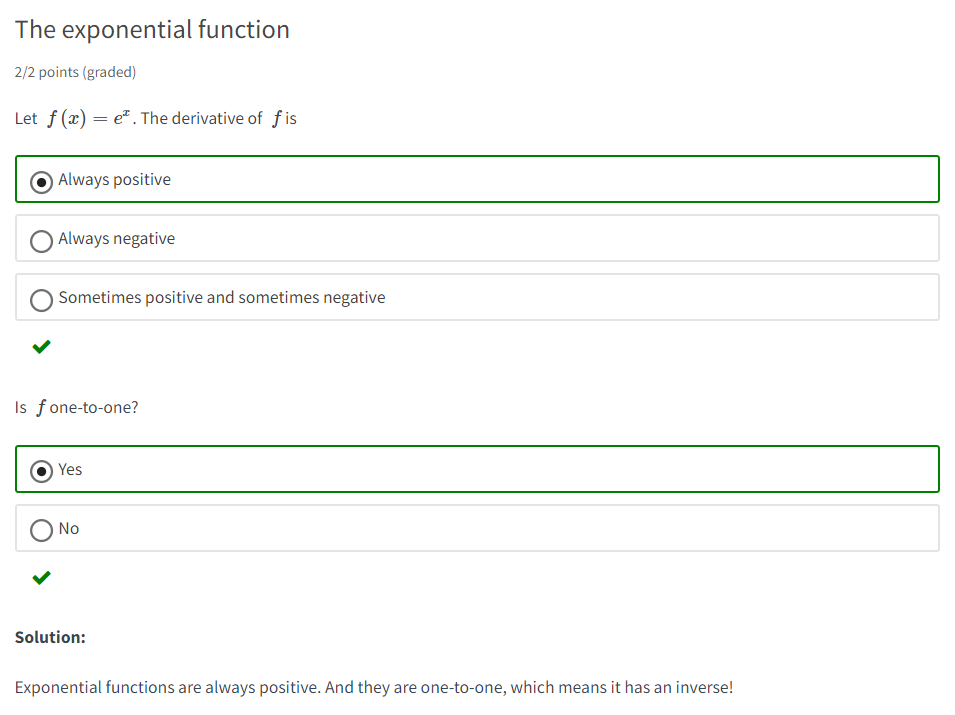 The exponential function
2/2 points (graded)
Let f (x) = eˣ. The derivative of f is
Always positive
Always negative
Sometimes positive and sometimes negative
Is f one-to-one?
Yes
No
Solution:
Exponential functions are always positive. And they are one-to-one, which means it has an inverse!